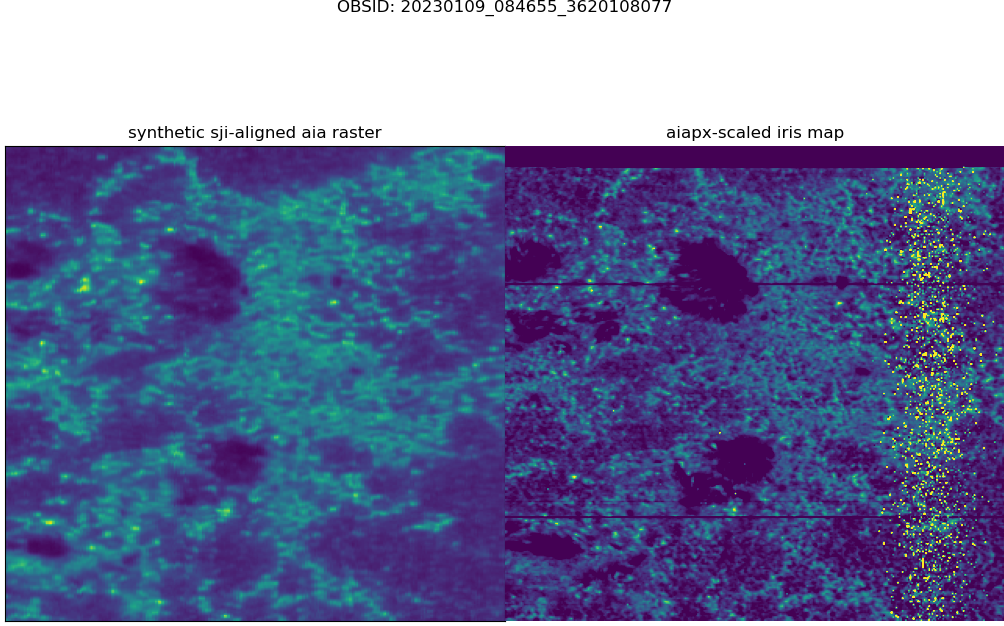 OBSID: 20230109_084655_3620108077
synthetic sji-aligned aia raster
aiapx-scaled iris map